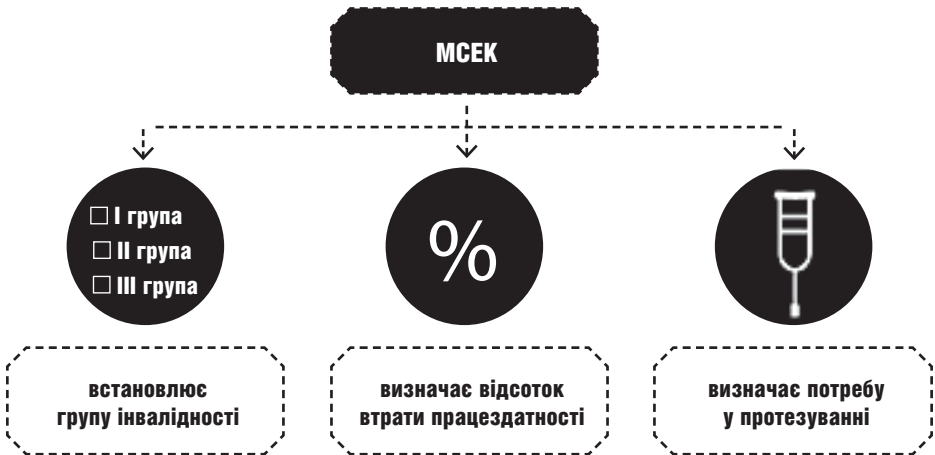 МСЕК
☐ І група
☐ ІІ група
☐ ІІІ група
%
встановлює
групу інвалідності
визначає відсоток
втрати працездатності
визначає потребу
у протезуванні